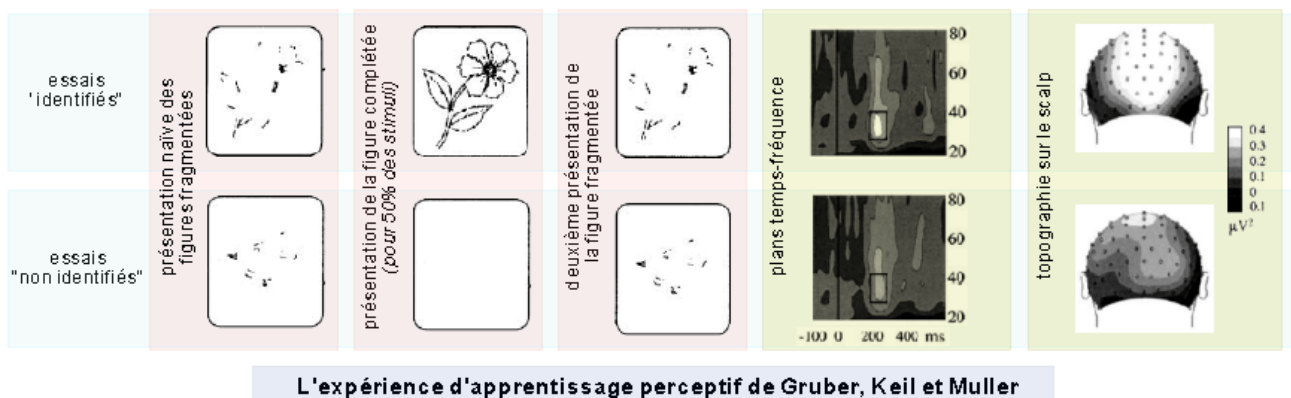 essais
"identifiés"
présentation naïve des
figures fragmentées
présentation de la figure complétée
(pour 50% des stimuli)
deuxième présentation de
la figure fragmentée
plans temps-fréquence
80
60
40
20
topographie sur le scalp
0.4
0.3
0.2
0.1
0
0.1
µV²
essais
"non identifiés"
80
60
40
20
-100 0 200 400 ms
L'expérience d'apprentissage perceptif de Gruber, Keil et Muller